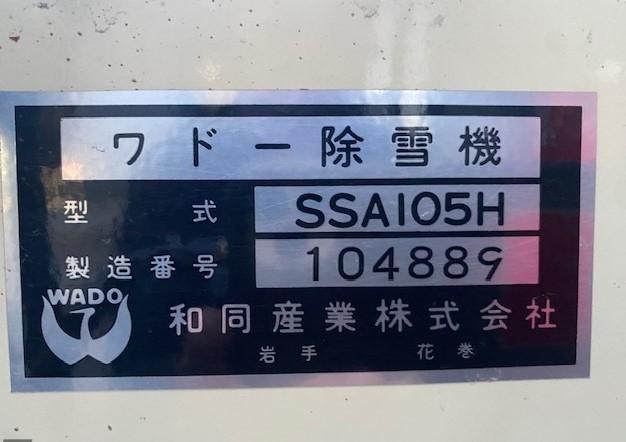 ワドー除雪機
型式 SSA105H
製造番号 104889
WADO 和同産業株式会社
岩手 花巻